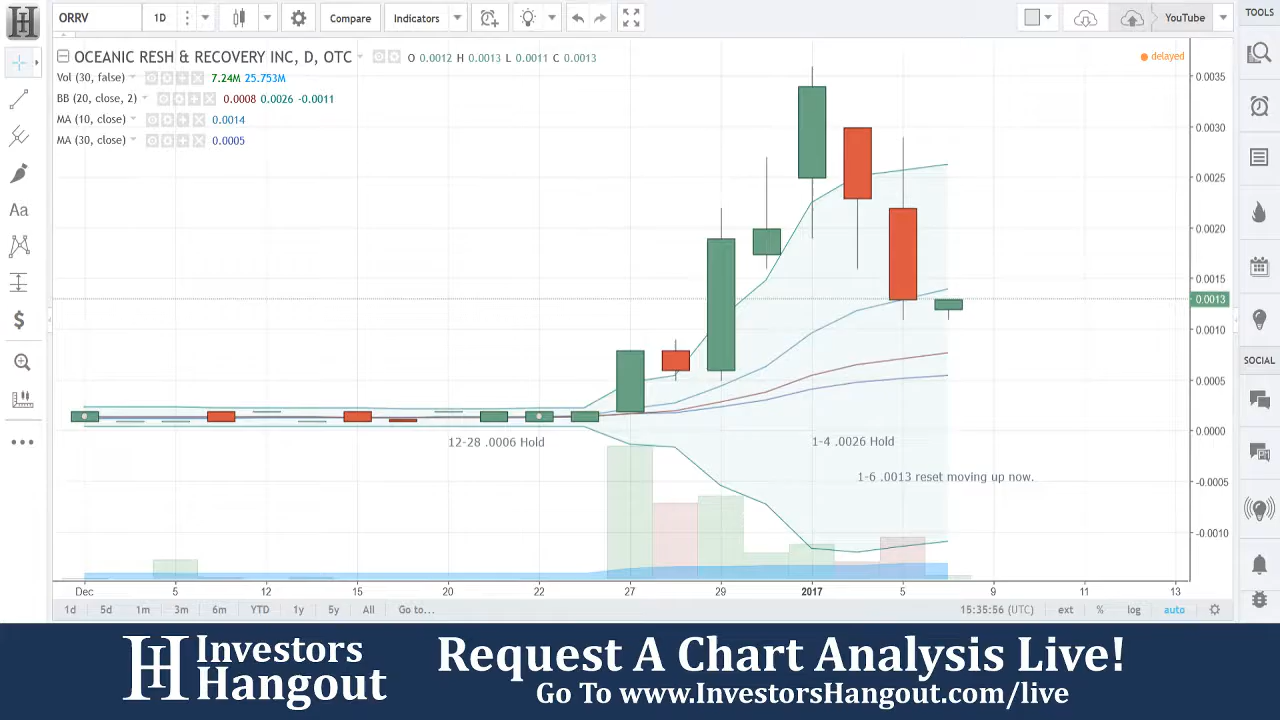 ORRV 1D Compare Indicators YouTube TOOLS
OCEANIC RESH & RECOVERY INC, D, OTC O 0.0012 H 0.0013 L 0.0011 C 0.0013 delayed
Vol (30, false) 7.24M 25.753M
BB (20, close, 2) 0.0008 0.0026 -0.0011
MA (10, close) 0.0014
MA (30, close) 0.0005
0.0035
0.0030
0.0025
0.0020
0.0015
0.0013
0.0010
0.0005
0.0000
-0.0005
-0.0010
Aa
$
SOCIAL
12-28 .0006 Hold 1-4 .0026 Hold
1-6 .0013 reset moving up now.
Dec 5 12 15 20 22 27 29 2017 5 9 11 13
1d 5d 1m 3m 6m YTD 1y 5y All Go to... 15:35:56 (UTC) ext % log auto
Investors
Hangout
Request A Chart Analysis Live!
Go To www.InvestorsHangout.com/live